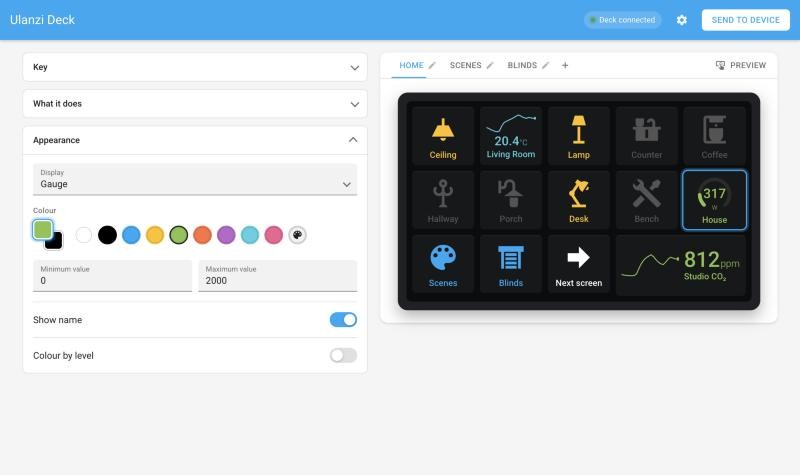 Ulanzi Deck
Deck connected
SEND TO DEVICE
Key
What it does
Appearance
Display
Gauge
Colour
Minimum value
0
Maximum value
2000
Show name
Colour by level
HOME
SCENES
BLINDS
+
PREVIEW
Ceiling
20.4°C
Living Room
Lamp
Counter
Coffee
Hallway
Porch
Desk
Bench
317
W
House
Scenes
Blinds
Next screen
812ppm
Studio CO₂